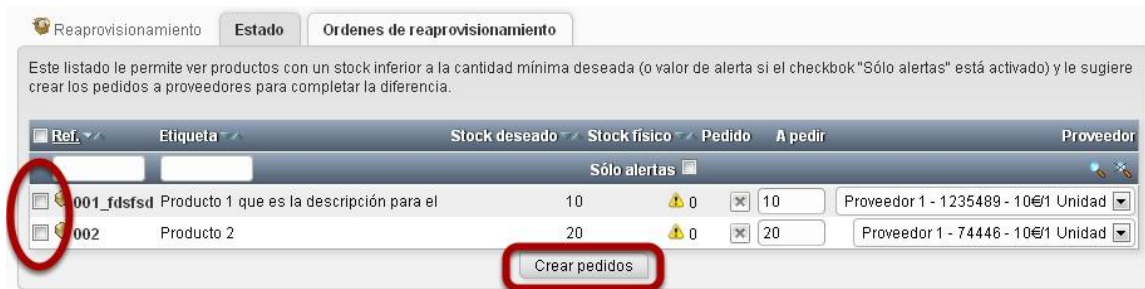 Reaprovisionamiento Estado Ordenes de reaprovisionamiento
Este listado le permite ver productos con un stock inferior a la cantidad mínima deseada (o valor de alerta si el checkbok "Sólo alertas" está activado) y le sugiere
crear los pedidos a proveedores para completar la diferencia.
Ref. Etiqueta Stock deseado Stock físico Pedido A pedir Proveedor
Sólo alertas
001_fdsfsd Producto 1 que es la descripción para el 10 0 10 Proveedor 1 - 1235489 - 10€/1 Unidad
002 Producto 2 20 0 20 Proveedor 1 - 74446 - 10€/1 Unidad
Crear pedidos